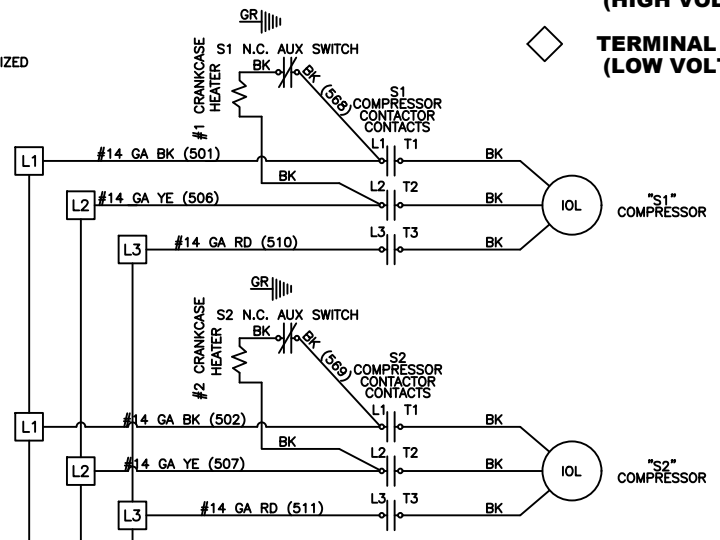 (HIGH VOL
TERMINAL
(LOW VOLT
IZED
GR
S1 N.C. AUX SWITCH
BK
BK (568)
#1 CRANKCASE
HEATER
S1
COMPRESSOR
CONTACTOR
CONTACTS
L1
#14 GA BK (501)
L1 T1
BK
BK
L2
#14 GA YE (506)
L2 T2
BK
IOL
"S1"
COMPRESSOR
L3
#14 GA RD (510)
L3 T3
BK
GR
S2 N.C. AUX SWITCH
BK
BK (569)
#2 CRANKCASE
HEATER
S2
COMPRESSOR
CONTACTOR
CONTACTS
L1
#14 GA BK (502)
L1 T1
BK
BK
L2
#14 GA YE (507)
L2 T2
BK
IOL
"S2"
COMPRESSOR
L3
#14 GA RD (511)
L3 T3
BK